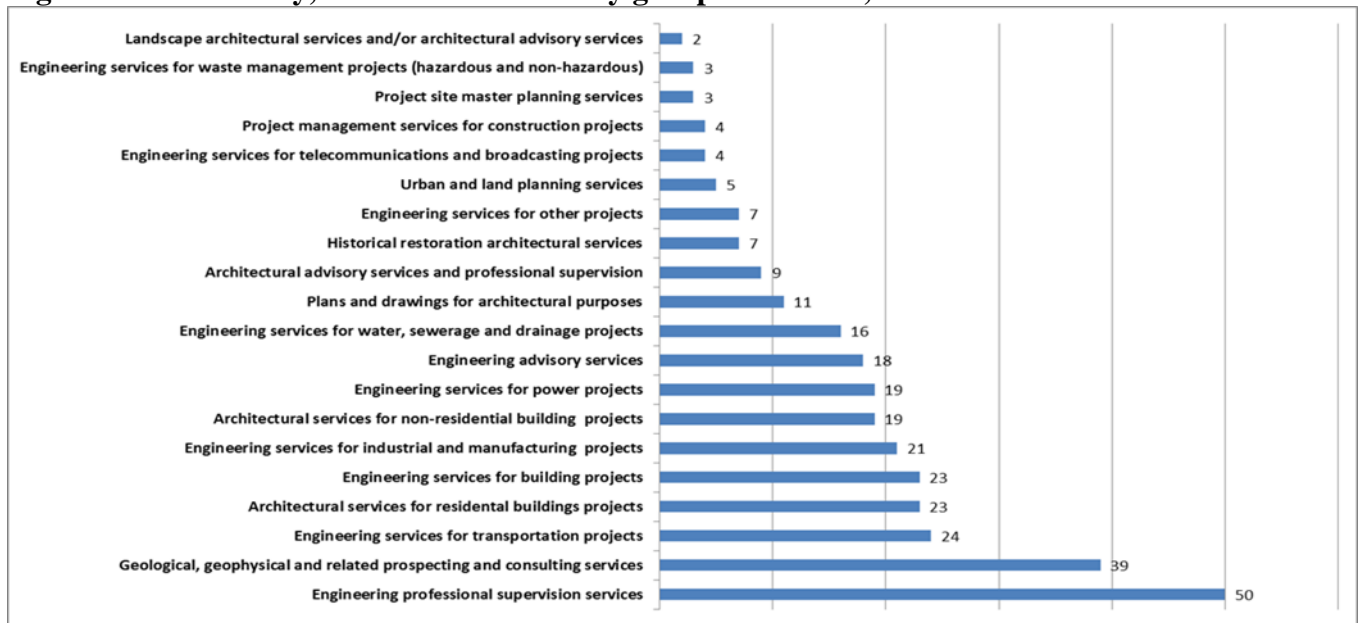 Landscape architectural services and/or architectural advisory services 2
Engineering services for waste management projects (hazardous and non-hazardous) 3
Project site master planning services 3
Project management services for construction projects 4
Engineering services for telecommunications and broadcasting projects 4
Urban and land planning services 5
Engineering services for other projects 7
Historical restoration architectural services 7
Architectural advisory services and professional supervision 9
Plans and drawings for architectural purposes 11
Engineering services for water, sewerage and drainage projects 16
Engineering advisory services 18
Engineering services for power projects 19
Architectural services for non-residential building projects 19
Engineering services for industrial and manufacturing projects 21
Engineering services for building projects 23
Architectural services for residental buildings projects 23
Engineering services for transportation projects 24
Geological, geophysical and related prospecting and consulting services 39
Engineering professional supervision services 50